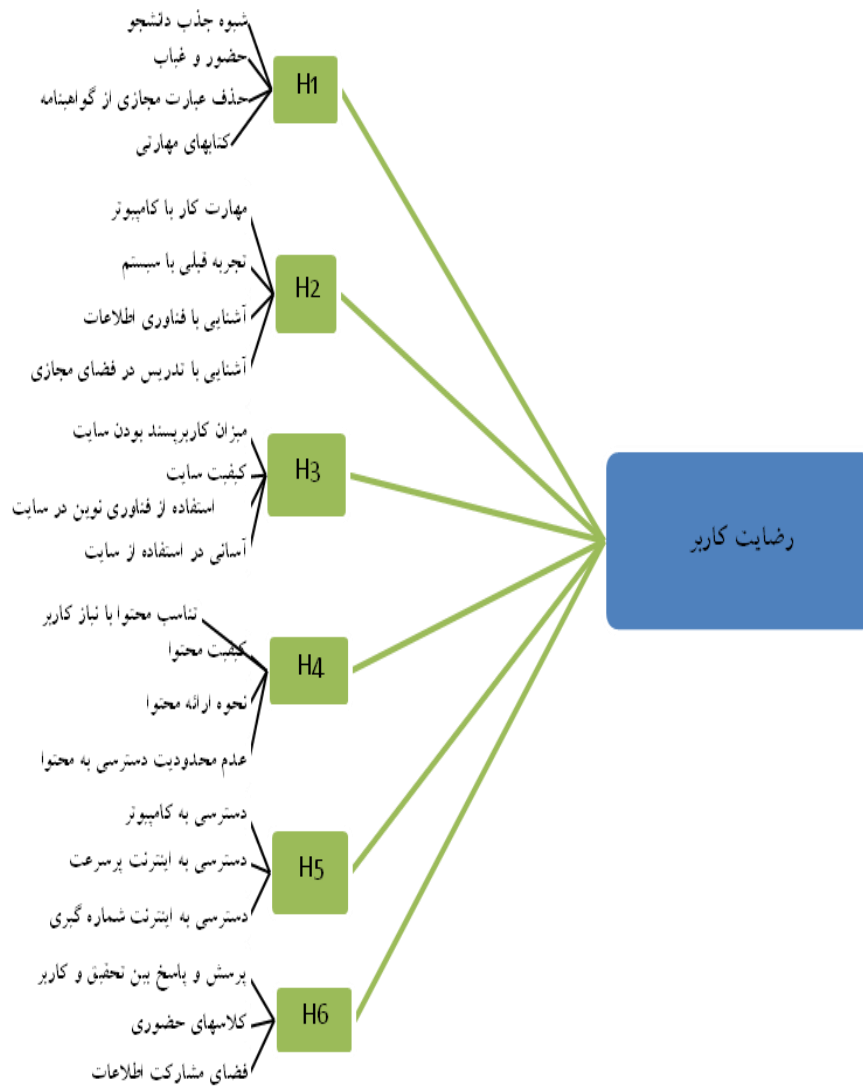 شیوه جذب دانشجو
حضور و غیاب
حذف عبارت مجازی از گواهینامه
کتابهای مهارتی
H1
مهارت کار با کامپیوتر
تجربه قبلی با سیستم
آشنایی با فناوری اطلاعات
آشنایی با تدریس در فضای مجازی
H2
میزان کاربرپسند بودن سایت
کیفیت سایت
استفاده از فناوری نوین در سایت
آسانی در استفاده از سایت
H3
رضایت کاربر
تناسب محتوا با نیاز کاربر
کیفیت محتوا
نحوه ارائه محتوا
عدم محدودیت دسترسی به محتوا
H4
دسترسی به کامپیوتر
دسترسی به اینترنت پرسرعت
دسترسی به اینترنت شماره گیری
H5
پرسش و پاسخ بین تحقیق و کاربر
کلاسهای حضوری
فضای مشارکت اطلاعات
H6